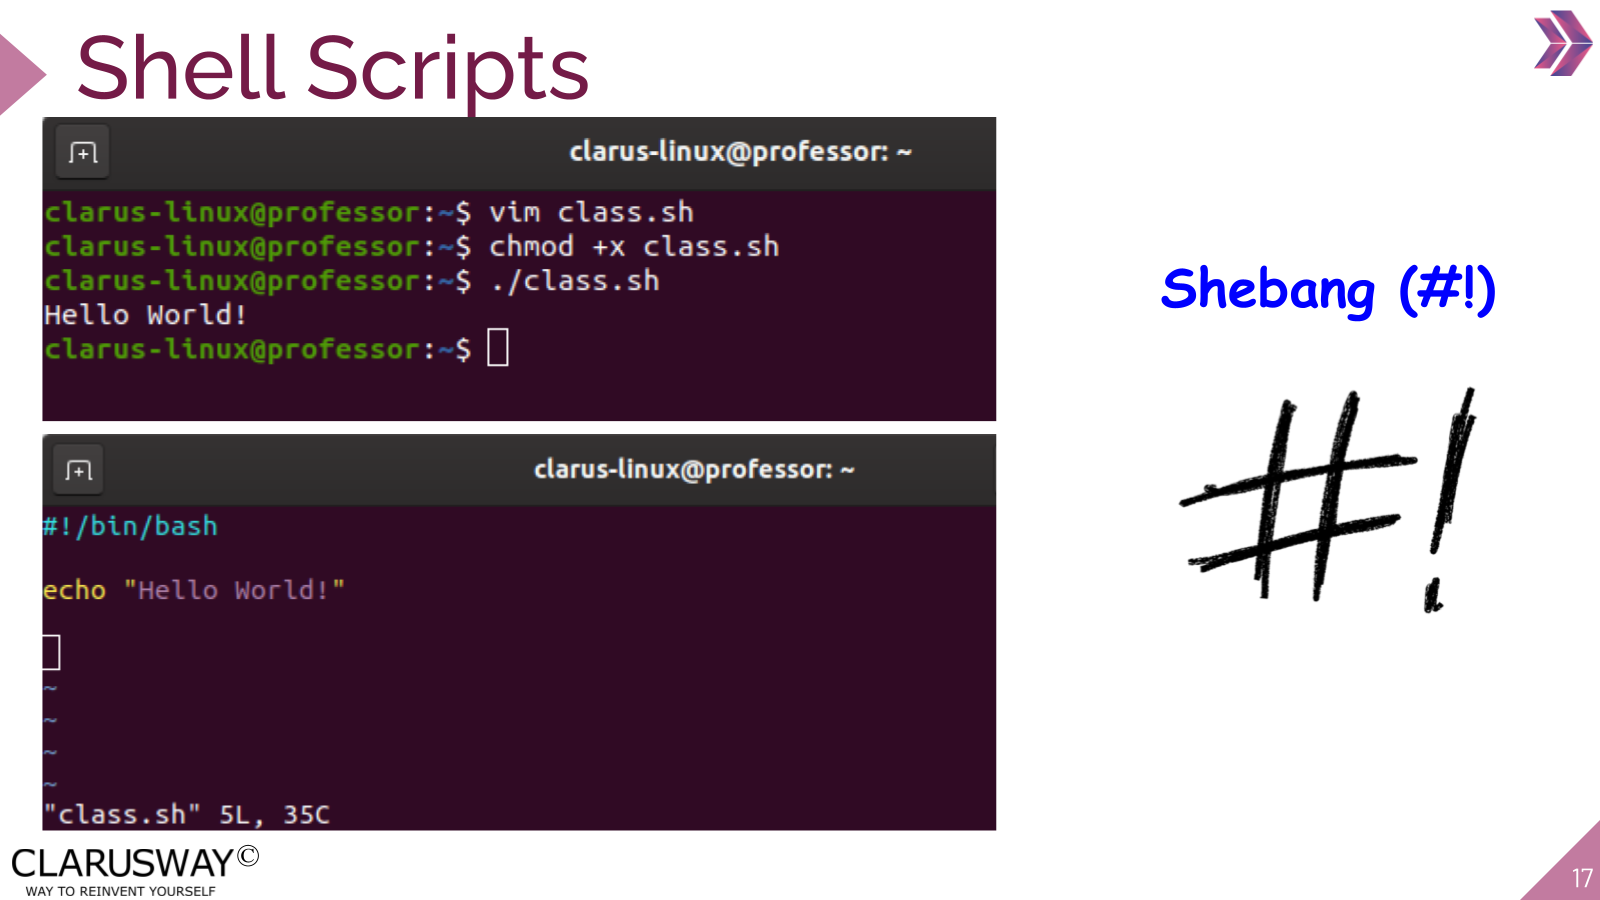 Shell Scripts
clarus-linux@professor: ~
clarus-linux@professor:~$ vim class.sh
clarus-linux@professor:~$ chmod +x class.sh
clarus-linux@professor:~$ ./class.sh
Hello World!
clarus-linux@professor:~$
clarus-linux@professor: ~
#!/bin/bash
echo "Hello World!"
~
~
~
~
"class.sh" 5L, 35C
Shebang (#!)
#!
CLARUSWAY©
WAY TO REINVENT YOURSELF
17